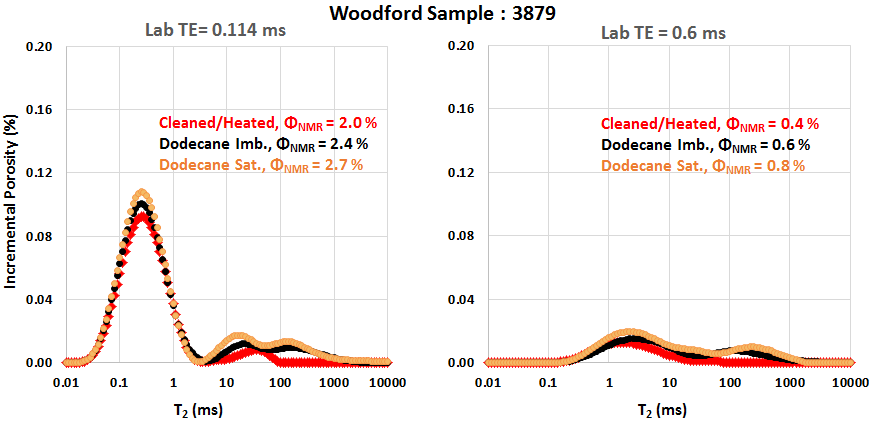 Woodford Sample : 3879
Lab TE= 0.114 ms
Incremental Porosity (%)
0.20
0.16
0.12
0.08
0.04
0.00
Cleaned/Heated, ΦNMR = 2.0 %
Dodecane Imb., ΦNMR = 2.4 %
Dodecane Sat., ΦNMR = 2.7 %
0.01 0.1 1 10 100 1000 10000
T2 (ms)
Lab TE = 0.6 ms
0.20
0.16
0.12
0.08
0.04
0.00
Cleaned/Heated, ΦNMR = 0.4 %
Dodecane Imb., ΦNMR = 0.6 %
Dodecane Sat., ΦNMR = 0.8 %
0.01 0.1 1 10 100 1000 10000
T2 (ms)